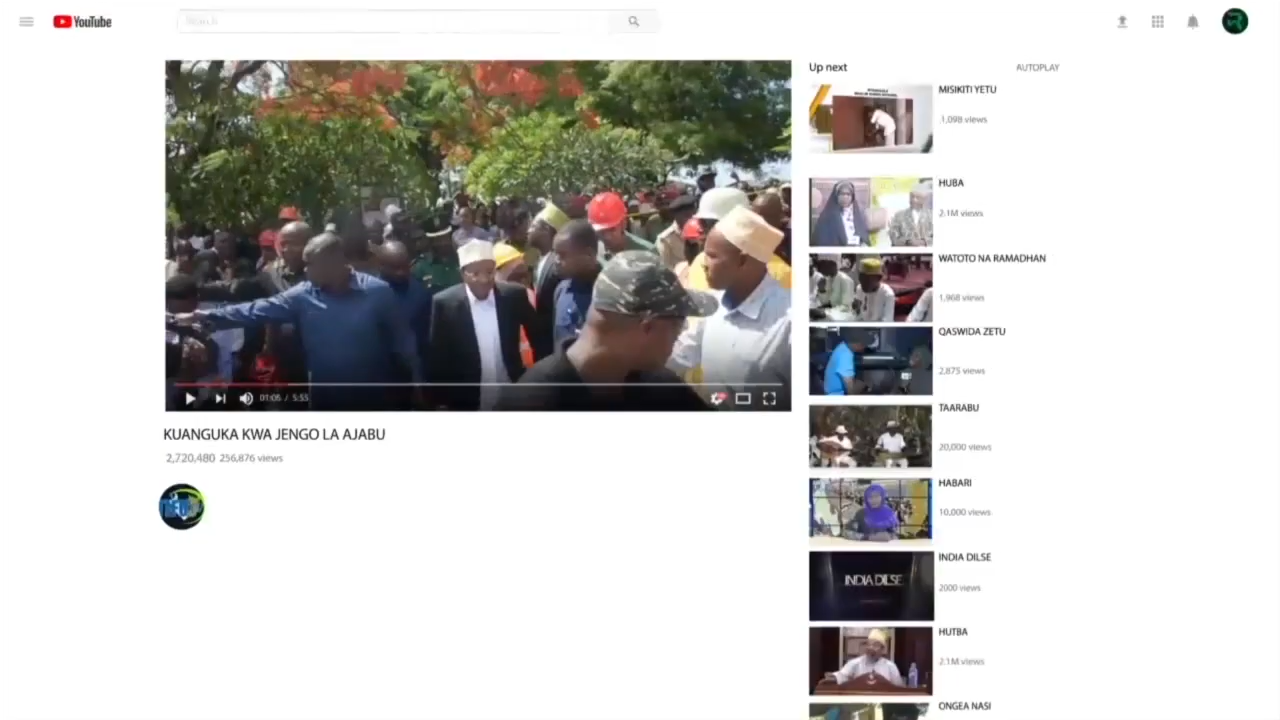 YouTube
Search
KUANGUKA KWA JENGO LA AJABU
2,720,480 256,876 views
01:05 / 5:55
Up next
AUTOPLAY
MISIKITI YETU
1,098 views
HUBA
2.1M views
WATOTO NA RAMADHAN
1,968 views
QASWIDA ZETU
2,875 views
TAARABU
20,000 views
HABARI
10,000 views
INDIA DILSE
INDIA DILSE
2000 views
HUTBA
2.1M views
ONGEA NASI